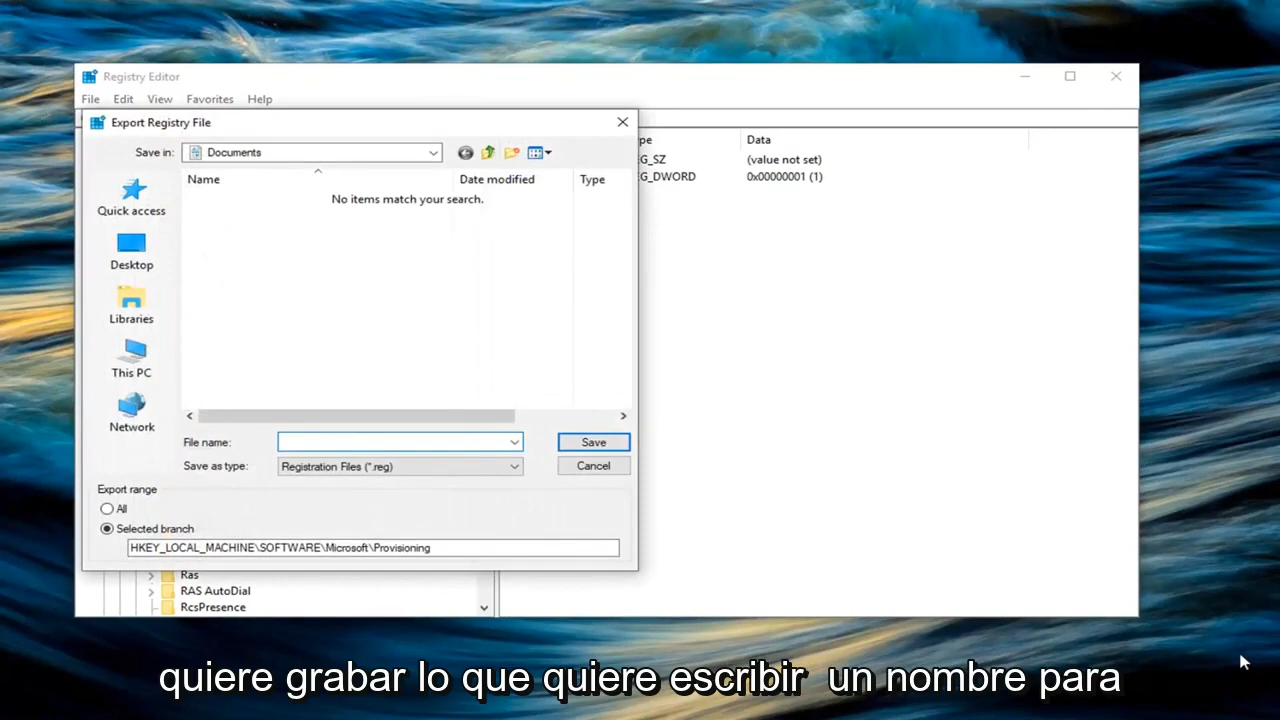 Registry Editor
File Edit View Favorites Help
Export Registry File
Save in: Documents
Name Date modified Type
No items match your search.
Quick access
Desktop
Libraries
This PC
Network
File name: Save
Save as type: Registration Files (*.reg) Cancel
Export range
All
Selected branch
HKEY_LOCAL_MACHINE\SOFTWARE\Microsoft\Provisioning
pe Data
G_SZ (value not set)
G_DWORD 0x00000001 (1)
Ras
RAS AutoDial
RcsPresence
quiere grabar lo que quiere escribir un nombre para